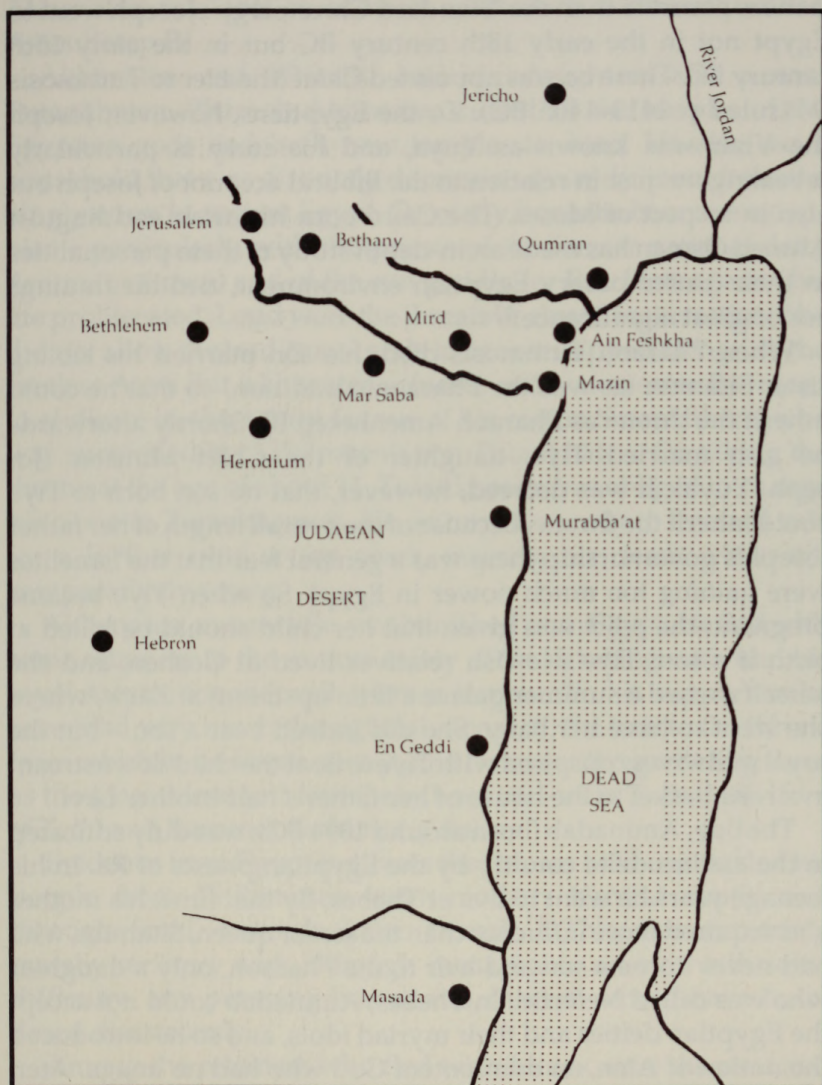 River Jordan
Jericho
Jerusalem
Bethany
Qumran
Bethlehem
Mird
Ain Feshkha
Mar Saba
Mazin
Herodium
Murabba'at
JUDAEAN
DESERT
Hebron
En Geddi
DEAD
SEA
Masada